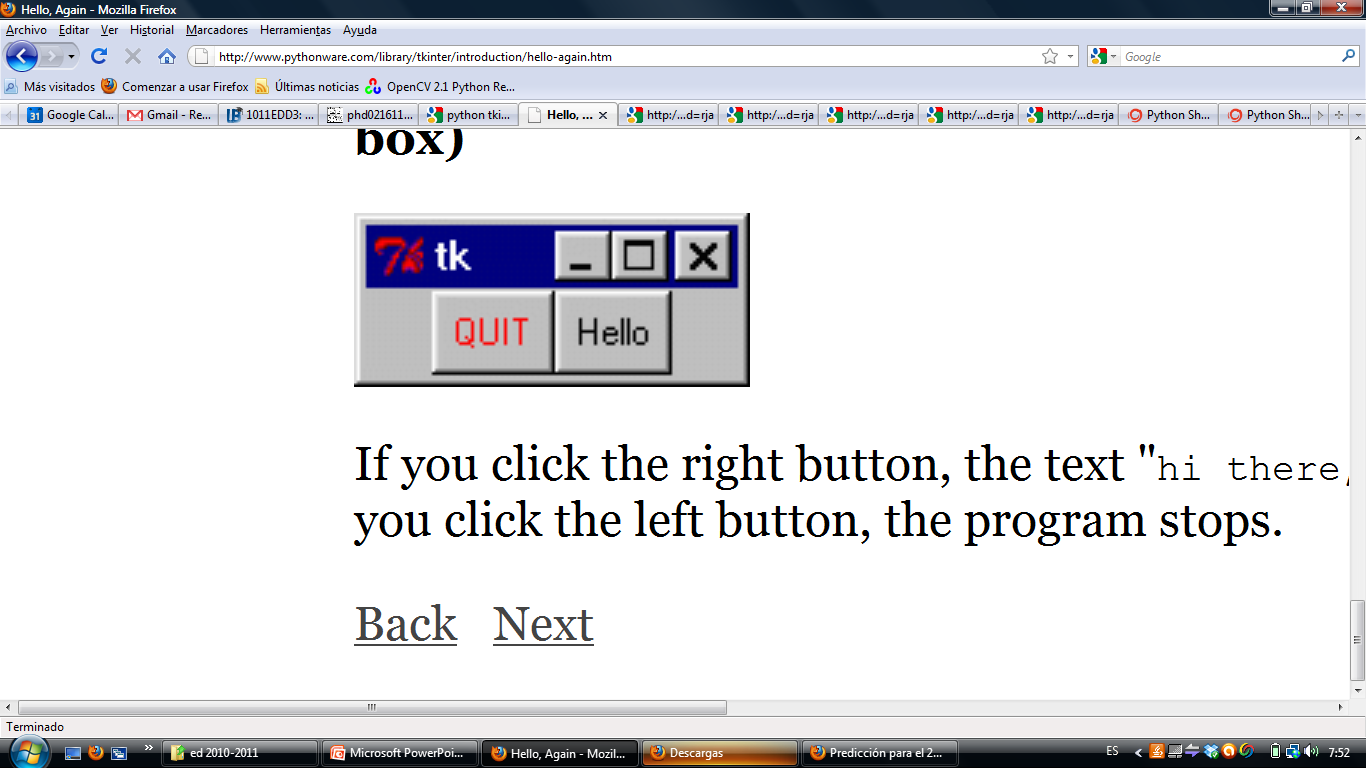 Hello, Again - Mozilla Firefox
Archivo Editar Ver Historial Marcadores Herramientas Ayuda
http://www.pythonware.com/library/tkinter/introduction/hello-again.htm
Google
Más visitados Comenzar a usar Firefox Últimas noticias OpenCV 2.1 Python Re...
31 Google Cal... Gmail - Re... 1011EDD3: ... phd021611... python tki... Hello, ... http:/...d=rja http:/...d=rja http:/...d=rja http:/...d=rja http:/...d=rja Python Sh... Python Sh...
box)
tk
QUIT Hello
If you click the right button, the text "hi there,
you click the left button, the program stops.
Back Next
Terminado
ed 2010-2011 Microsoft PowerPoi... Hello, Again - Mozil... Descargas Predicción para el 2... ES 7:52